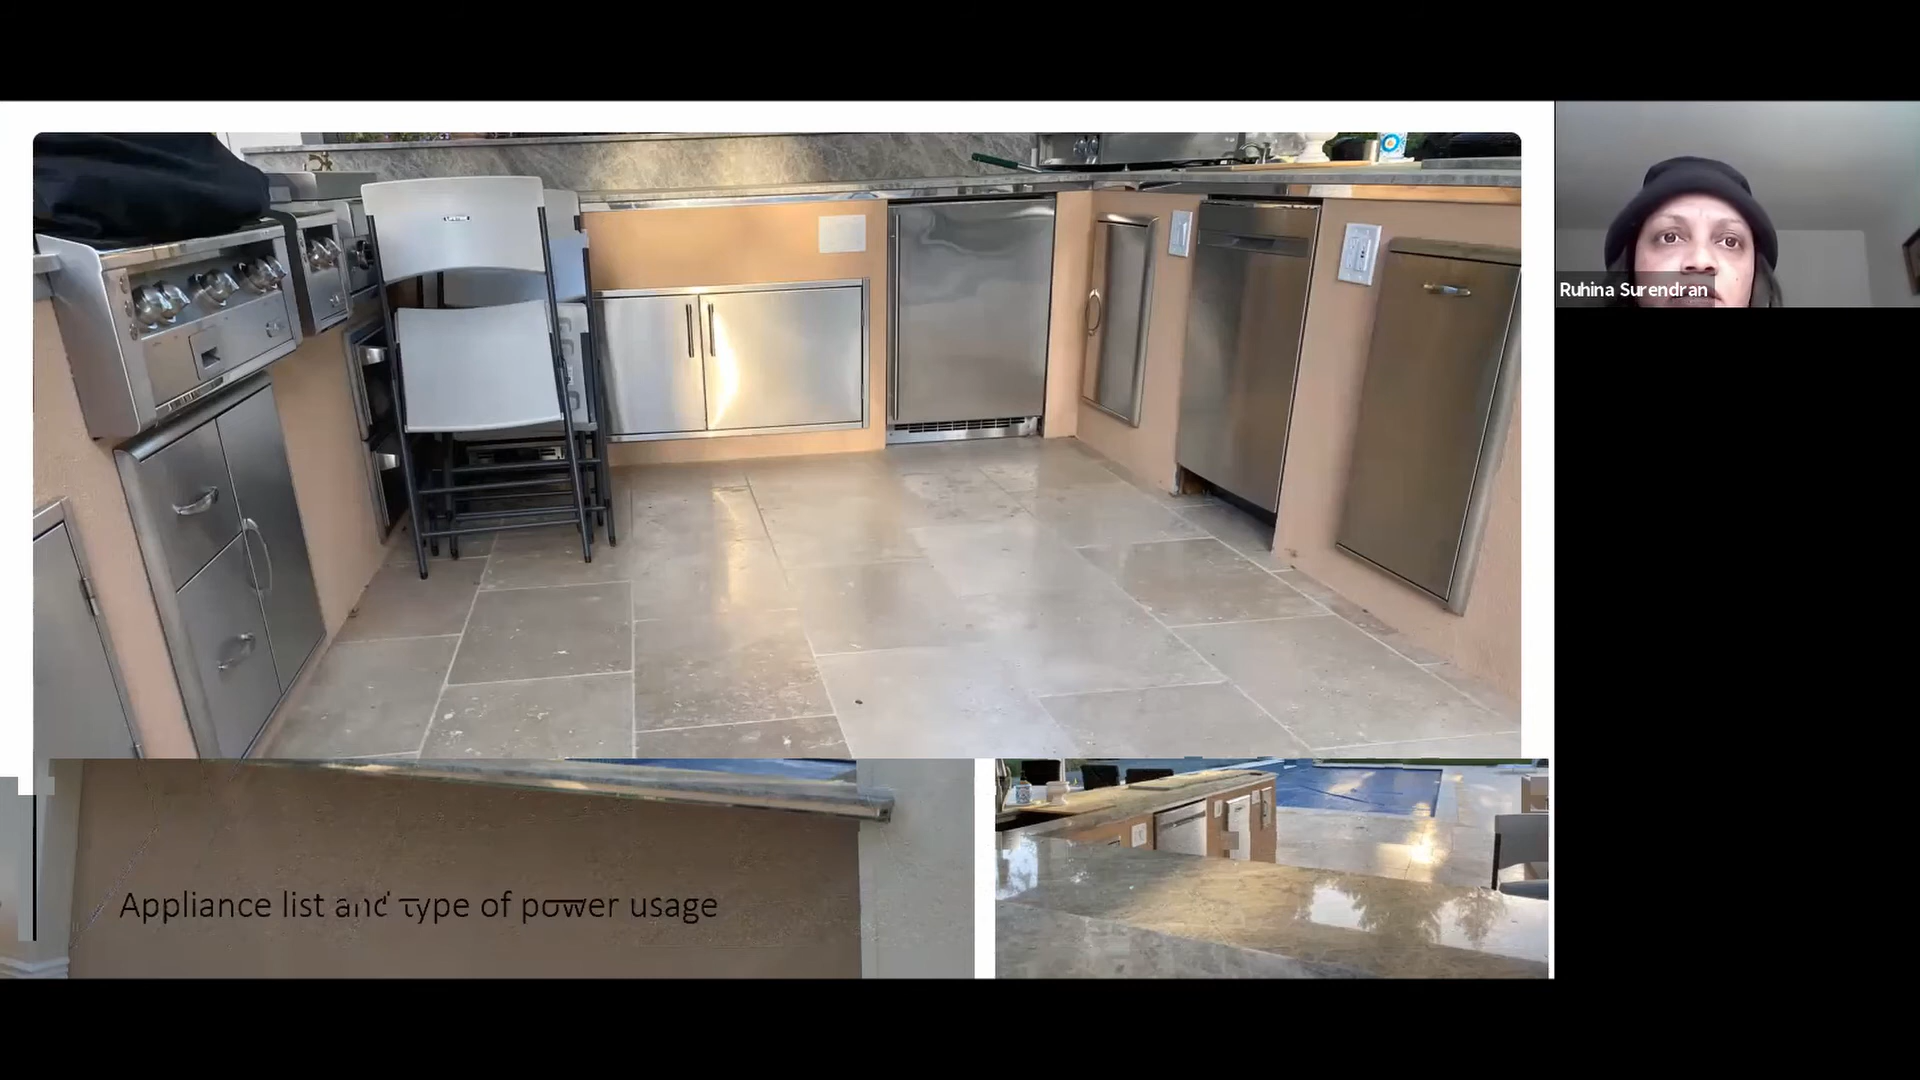 Ruhina Surendran
Appliance list and type of power usage